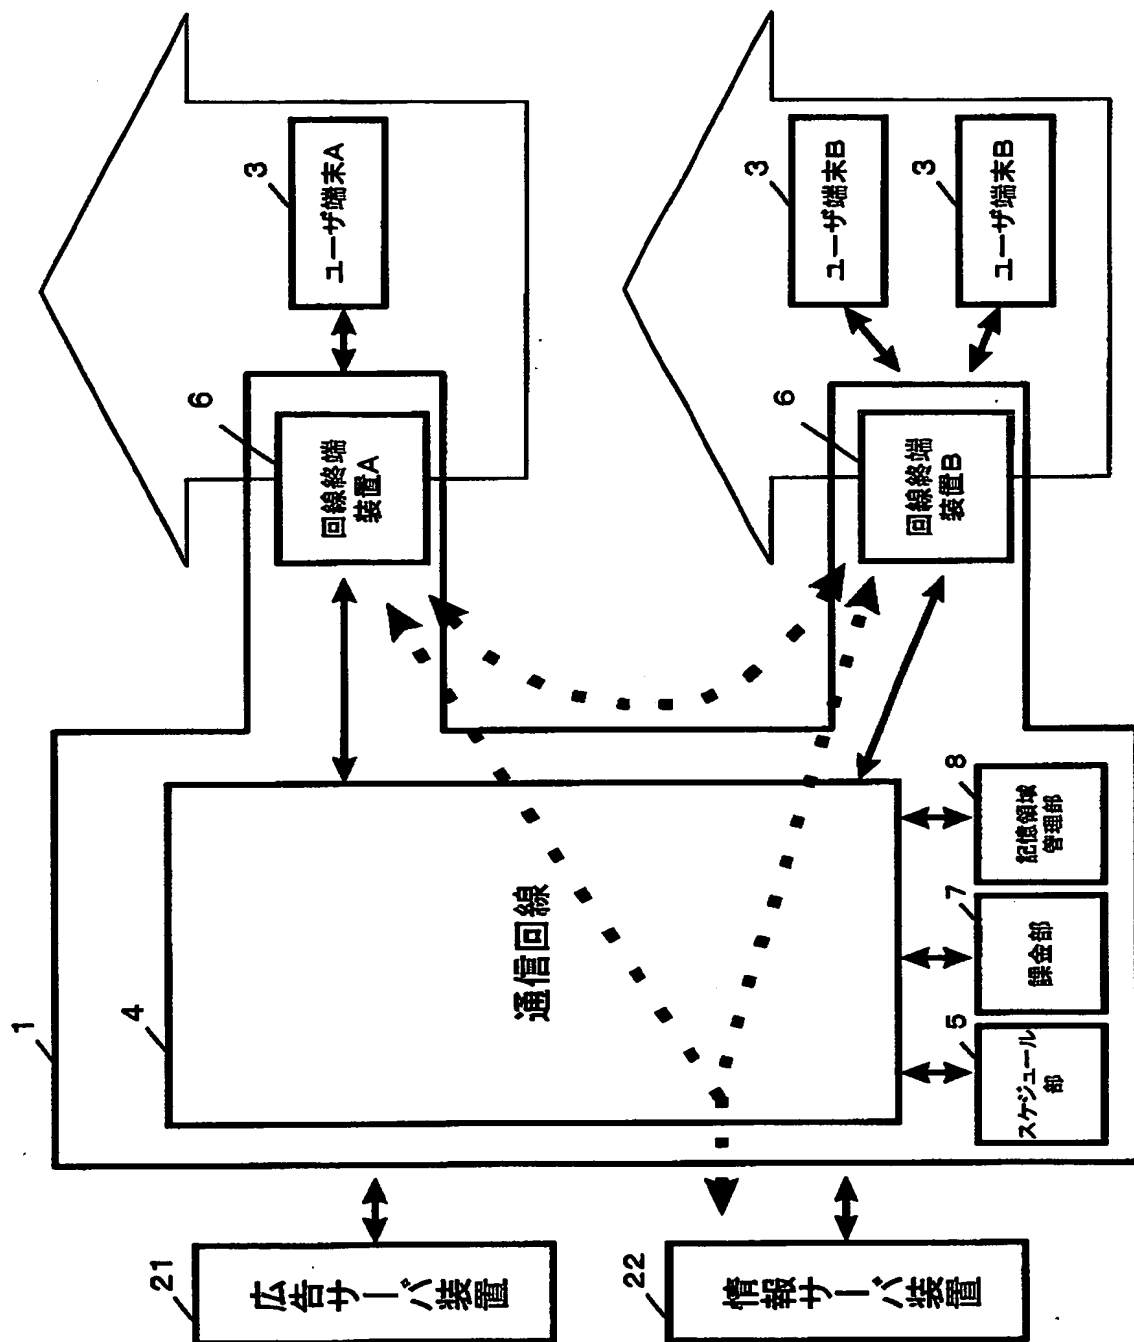 21
広告サーバ装置
22
情報サーバ装置
1
4
通信回線
5
スケジュール
部
7
課金部
8
記憶領域
管理部
6
回線終端
装置A
3
ユーザ端末A
6
回線終端
装置B
3
ユーザ端末B
3
ユーザ端末B